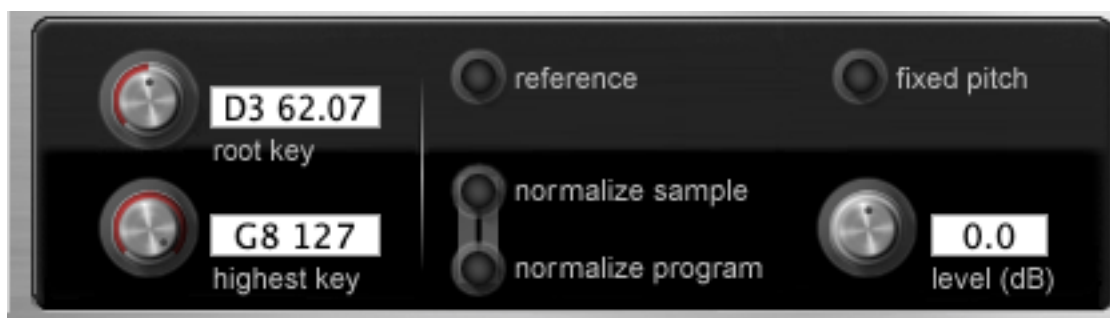 D3 62.07
root key
G8 127
highest key
reference
normalize sample
normalize program
fixed pitch
0.0
level (dB)